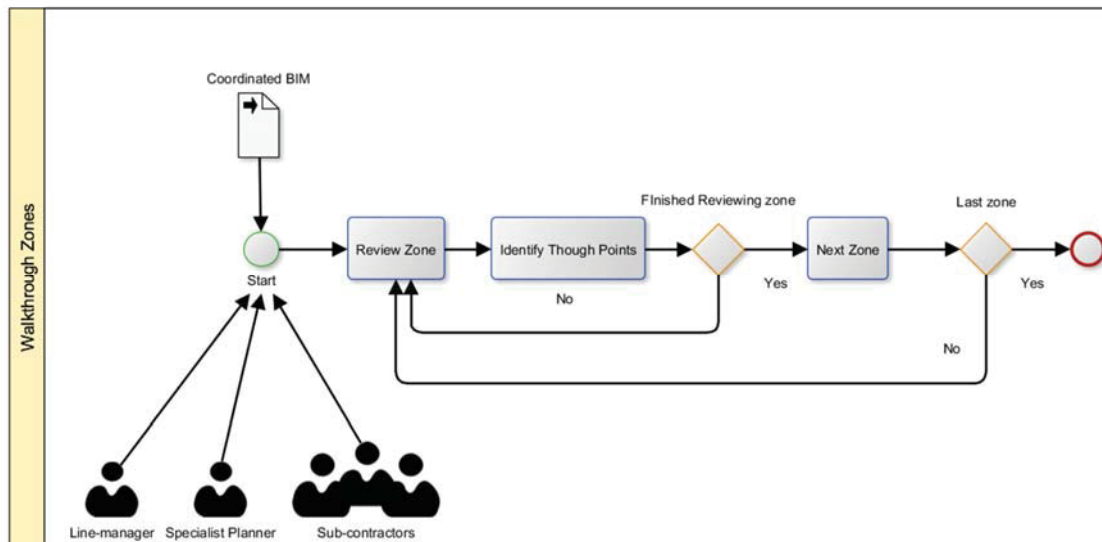 Walkthrough Zones
Coordinated BIM
Start
Review Zone
Identify Though Points
FInished Reviewing zone
Next Zone
Last zone
No
Yes
Yes
No
Line-manager
Specialist Planner
Sub-contractors